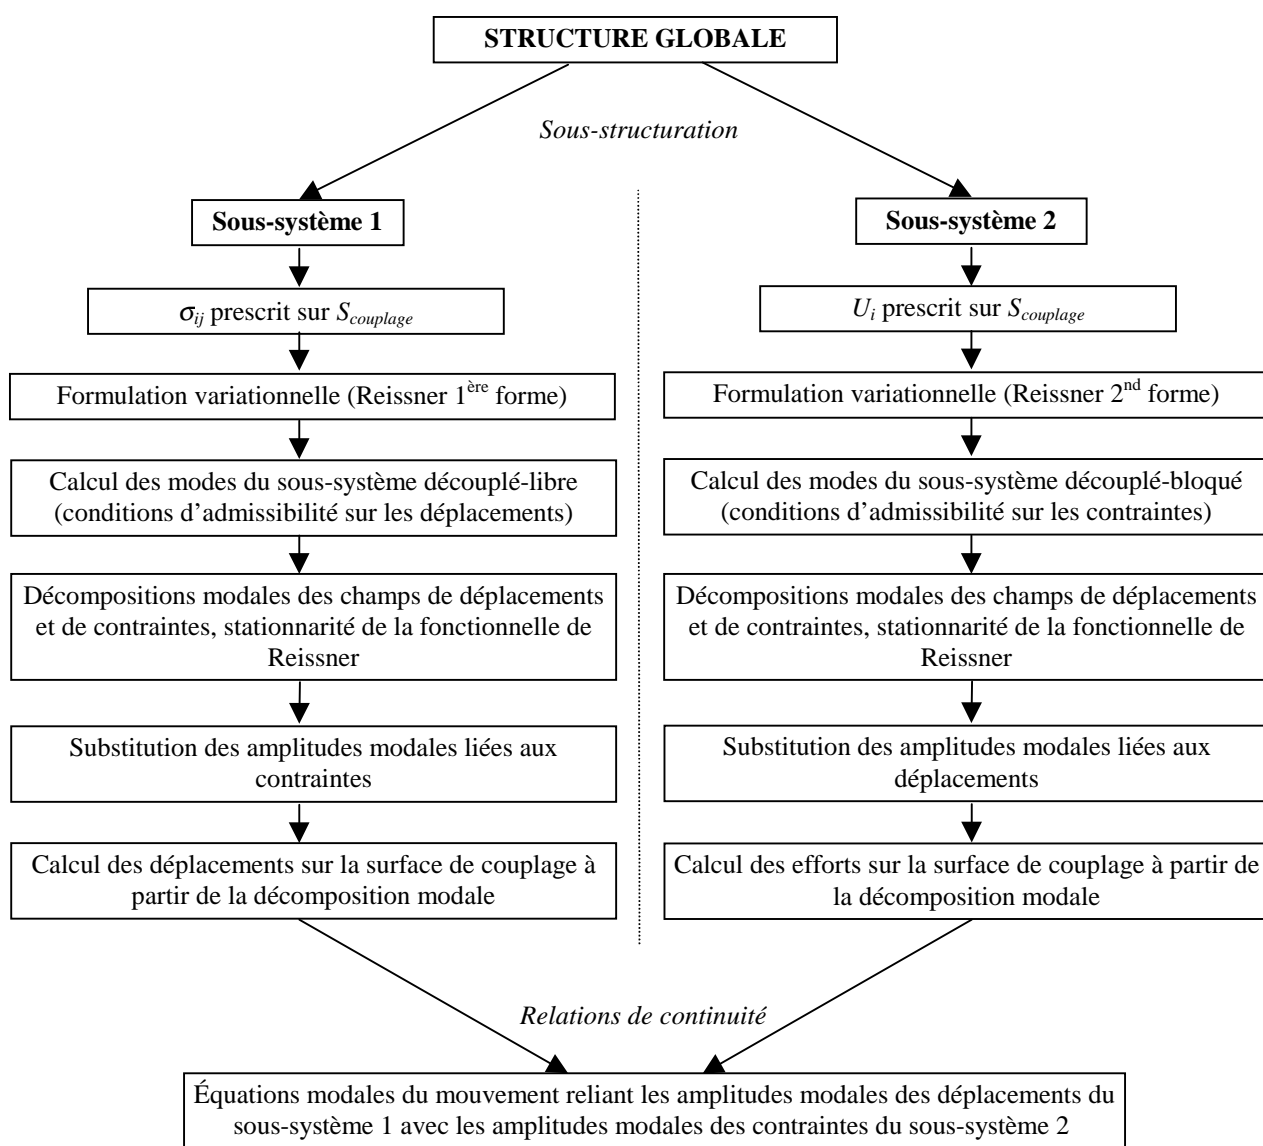 STRUCTURE GLOBALE
Sous-structuration
Sous-système 1
σij prescrit sur Scouplage
Formulation variationnelle (Reissner 1ère forme)
Calcul des modes du sous-système découplé-libre
(conditions d'admissibilité sur les déplacements)
Décompositions modales des champs de déplacements
et de contraintes, stationnarité de la fonctionnelle de
Reissner
Substitution des amplitudes modales liées aux
contraintes
Calcul des déplacements sur la surface de couplage à
partir de la décomposition modale
Sous-système 2
Ui prescrit sur Scouplage
Formulation variationnelle (Reissner 2nd forme)
Calcul des modes du sous-système découplé-bloqué
(conditions d'admissibilité sur les contraintes)
Décompositions modales des champs de déplacements
et de contraintes, stationnarité de la fonctionnelle de
Reissner
Substitution des amplitudes modales liées aux
déplacements
Calcul des efforts sur la surface de couplage à partir de
la décomposition modale
Relations de continuité
Équations modales du mouvement reliant les amplitudes modales des déplacements du
sous-système 1 avec les amplitudes modales des contraintes du sous-système 2